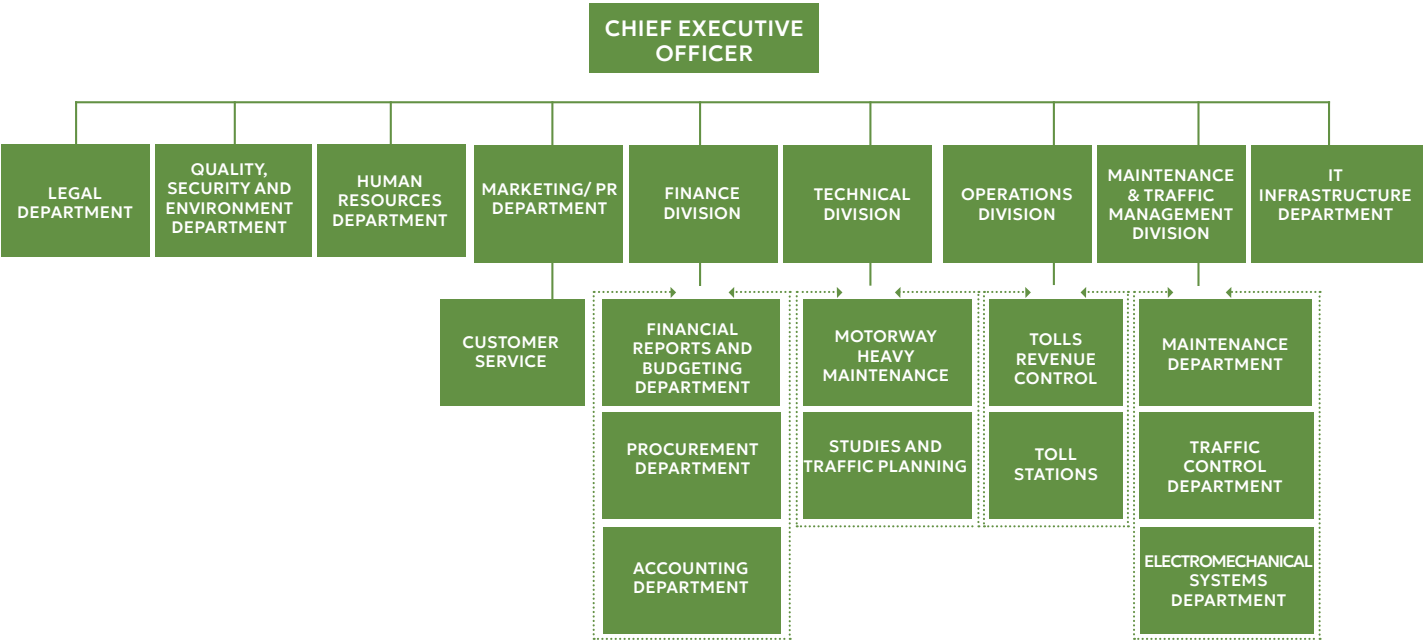 CHIEF EXECUTIVE
OFFICER
LEGAL
DEPARTMENT
QUALITY,
SECURITY AND
ENVIRONMENT
DEPARTMENT
HUMAN
RESOURCES
DEPARTMENT
MARKETING/ PR
DEPARTMENT
FINANCE
DIVISION
TECHNICAL
DIVISION
OPERATIONS
DIVISION
MAINTENANCE
& TRAFFIC
MANAGEMENT
DIVISION
IT
INFRASTRUCTURE
DEPARTMENT
CUSTOMER
SERVICE
FINANCIAL
REPORTS AND
BUDGETING
DEPARTMENT
MOTORWAY
HEAVY
MAINTENANCE
TOLLS
REVENUE
CONTROL
MAINTENANCE
DEPARTMENT
PROCUREMENT
DEPARTMENT
STUDIES AND
TRAFFIC PLANNING
TOLL
STATIONS
TRAFFIC
CONTROL
DEPARTMENT
ACCOUNTING
DEPARTMENT
ELECTROMECHANICAL
SYSTEMS
DEPARTMENT